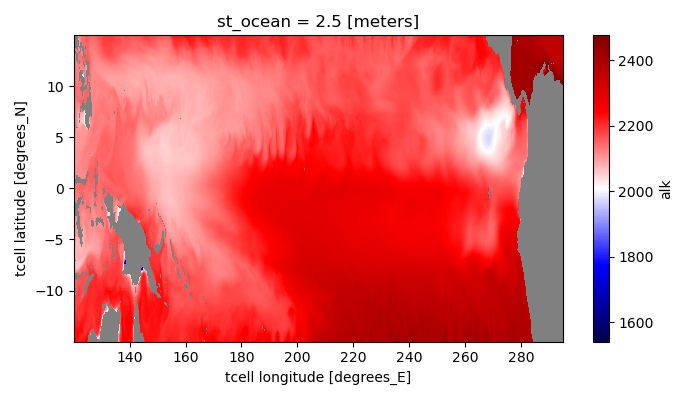 st_ocean = 2.5 [meters]
10
5
0
−5
−10
tcell latitude [degrees_N]
140 160 180 200 220 240 260 280
tcell longitude [degrees_E]
2400
2200
2000
1800
1600
alk